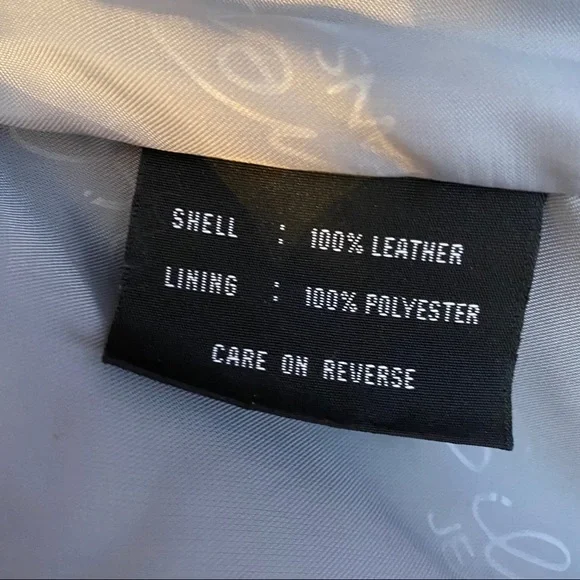 SHELL : 100% LEATHER
LINING : 100% POLYESTER
CARE ON REVERSE